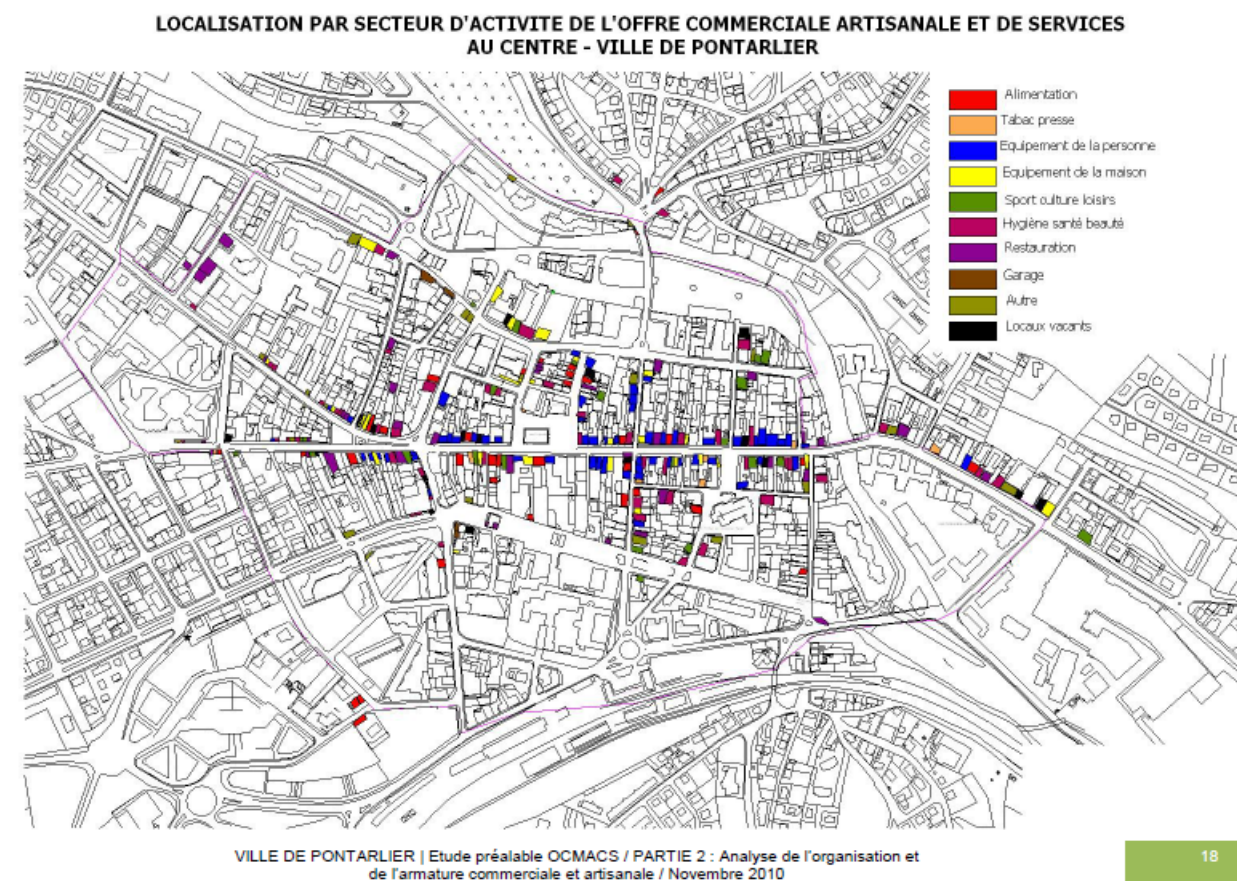 LOCALISATION PAR SECTEUR D'ACTIVITE DE L'OFFRE COMMERCIALE ARTISANALE ET DE SERVICES
AU CENTRE - VILLE DE PONTARLIER
Alimentation
Tabac presse
Equipement de la personne
Equipement de la maison
Sport culture loisirs
Hygiène santé beauté
Restauration
Garage
Autre
Locaux vacants
VILLE DE PONTARLIER | Etude préalable OCMACS / PARTIE 2 : Analyse de l'organisation et
de l'armature commerciale et artisanale / Novembre 2010
18